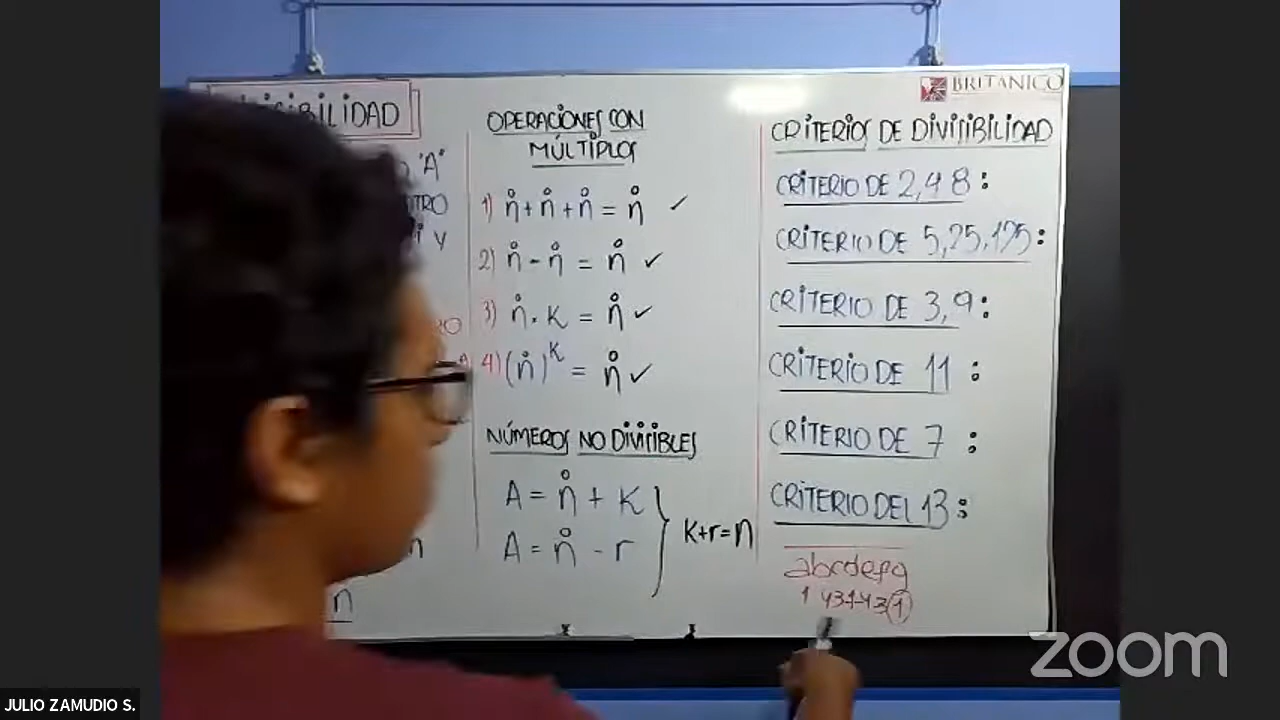 BRITANICO
DIVISIBILIDAD
"A"
OPERACIONES CON
MÚLTIPLOS
1) n̊ + n̊ + n̊ = n̊ ✓
2) n̊ - n̊ = n̊ ✓
3) n̊ . K = n̊ ✓
4) (n̊)^K = n̊ ✓
NÚMEROS NO DIVISIBLES
A = n̊ + K
A = n̊ - r
K+r=n
n
CRITERIOS DE DIVISIBILIDAD
CRITERIO DE 2,4 8:
CRITERIO DE 5,25,125:
CRITERIO DE 3,9:
CRITERIO DE 11 :
CRITERIO DE 7 :
CRITERIO DEL 13:
abcdefg
zoom
JULIO ZAMUDIO S.